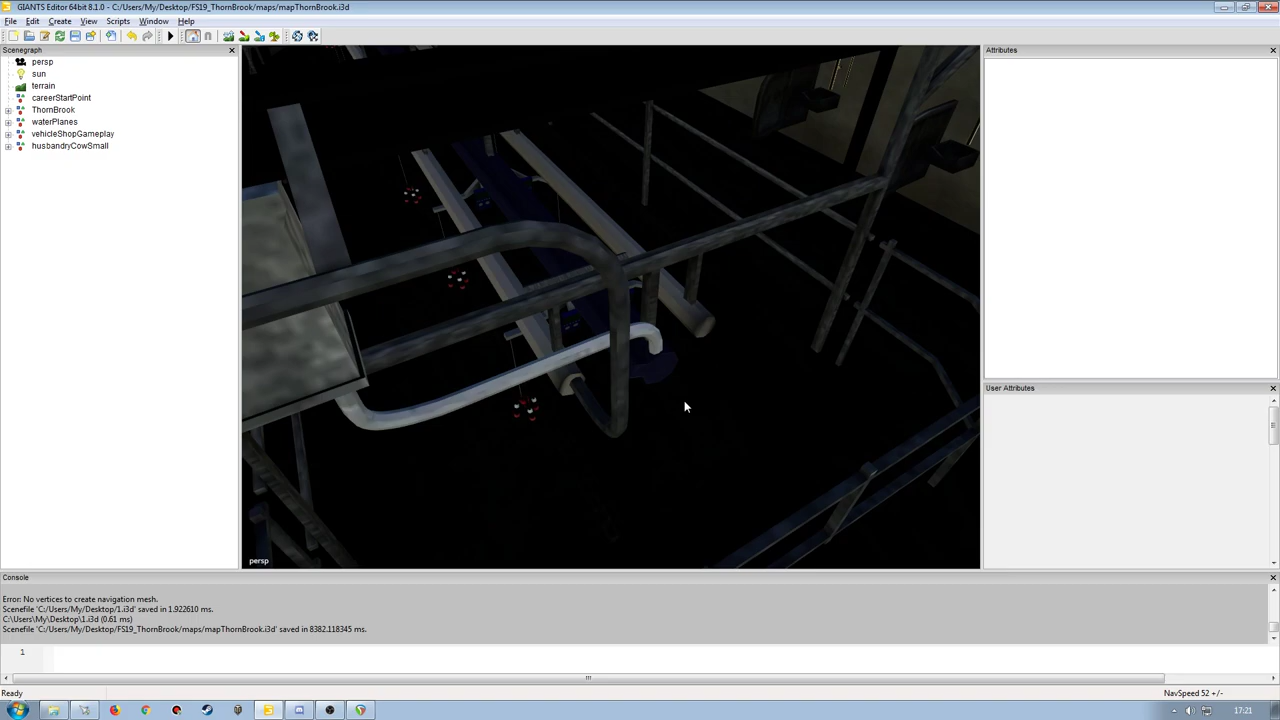 GIANTS Editor 64bit 8.1.0 - C:/Users/My/Desktop/FS19_ThornBrook/maps/mapThornBrook.i3d
File Edit Create View Scripts Window Help
Scenegraph
persp
sun
terrain
careerStartPoint
ThornBrook
waterPlanes
vehicleShopGameplay
husbandryCowSmall
persp
Attributes
User Attributes
Console
Error: No vertices to create navigation mesh.
Scenefile 'C:/Users/My/Desktop/1.i3d' saved in 1.922610 ms.
C:\Users\My\Desktop\1.i3d (0.61 ms)
Scenefile 'C:/Users/My/Desktop/FS19_ThornBrook/maps/mapThornBrook.i3d' saved in 8382.118345 ms.
1
Ready
NavSpeed 52 +/-
17:21